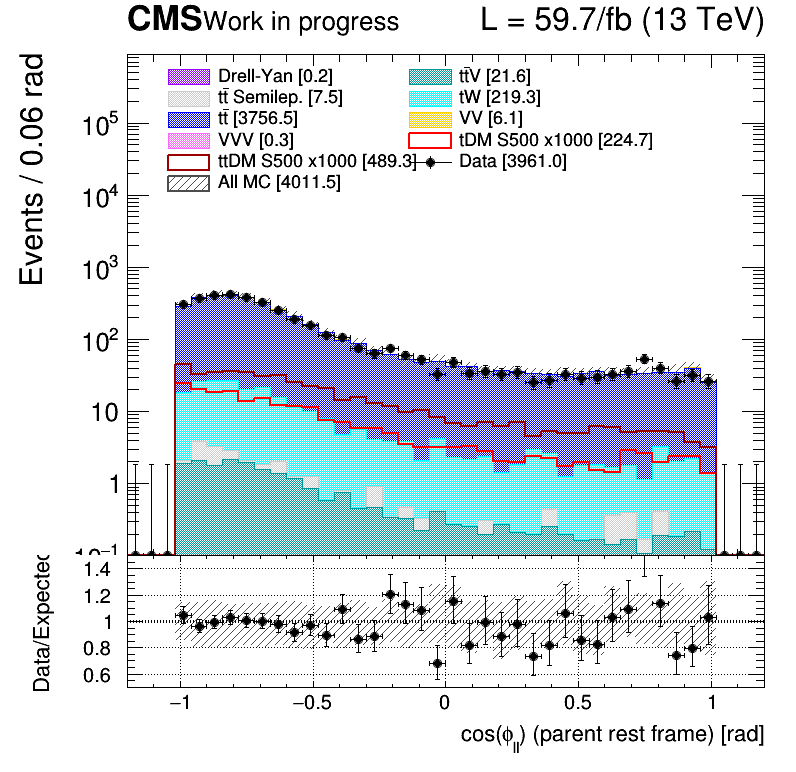 CMS Work in progress L = 59.7/fb (13 TeV)
Events / 0.06 rad
Drell-Yan [0.2]
tt̄ Semilep. [7.5]
tt̄ [3756.5]
VVV [0.3]
ttDM S500 x1000 [489.3]
All MC [4011.5]
tt̄V [21.6]
tW [219.3]
VV [6.1]
tDM S500 x1000 [224.7]
Data [3961.0]
10⁵
10⁴
10³
10²
10
1
10⁻¹
Data/Expected
1.4
1.2
1
0.8
0.6
−1 −0.5 0 0.5 1
cos(ϕ_ll) (parent rest frame) [rad]